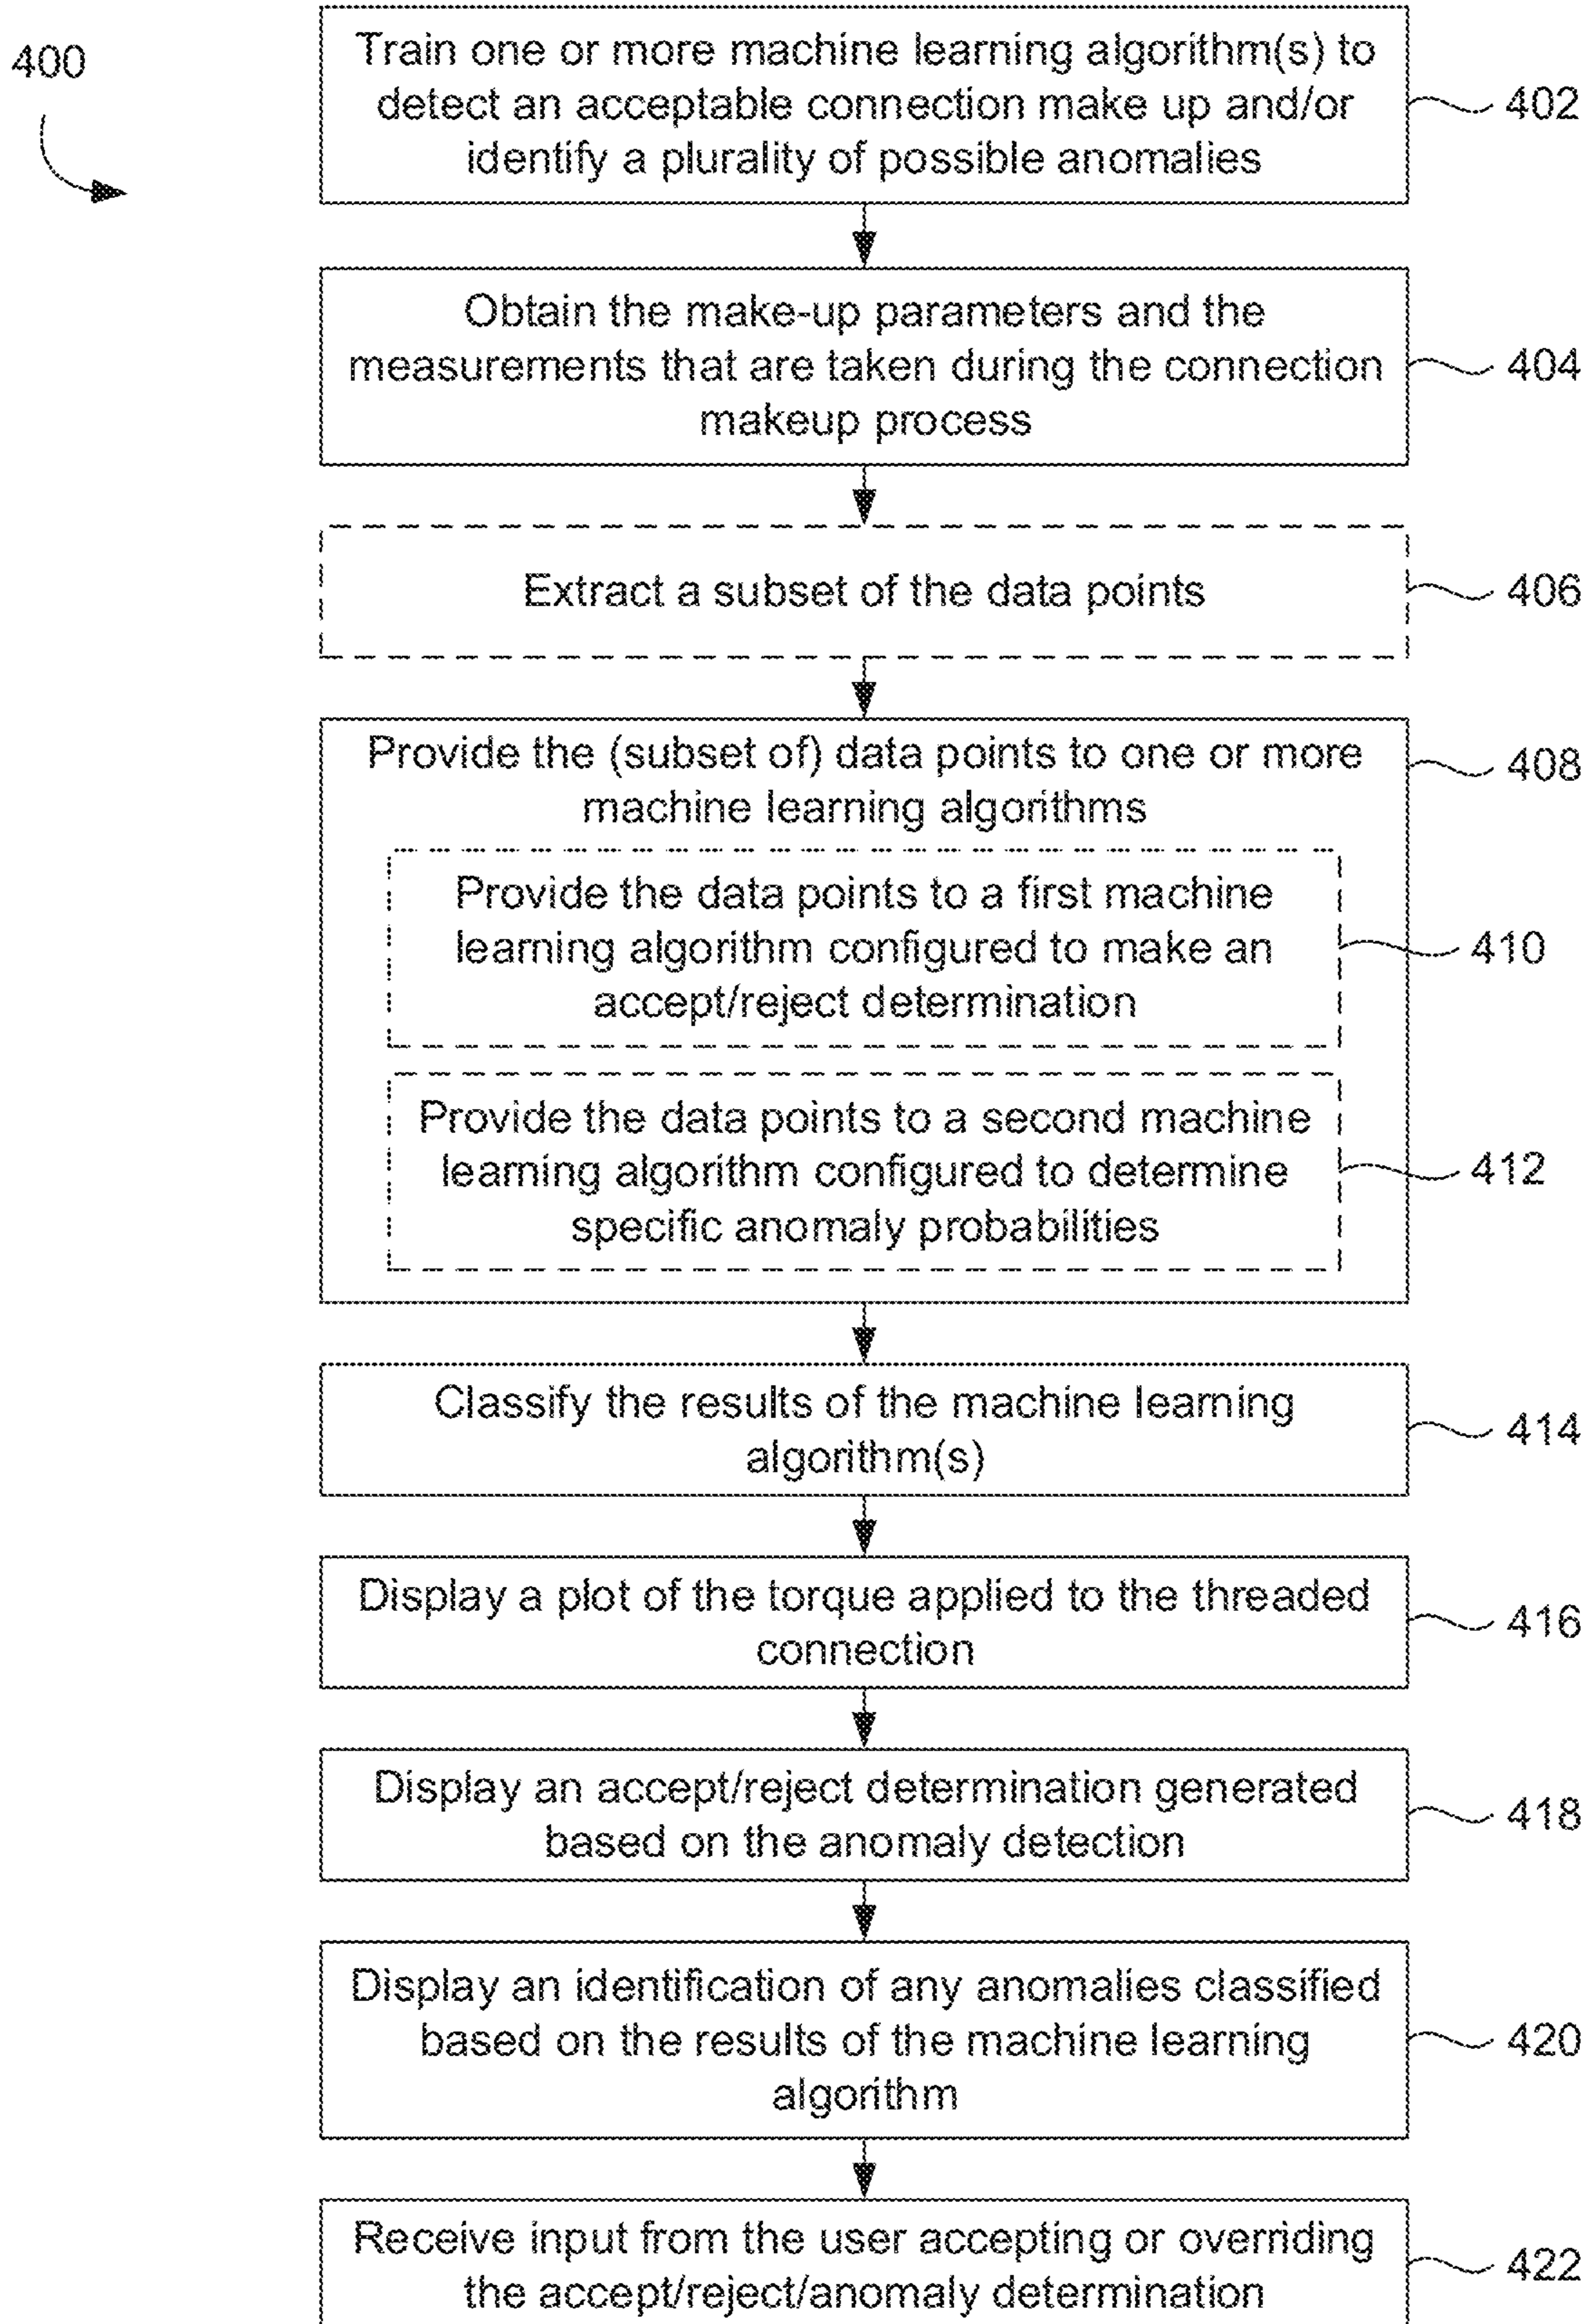 400
Train one or more machine learning algorithm(s) to
detect an acceptable connection make up and/or
identify a plurality of possible anomalies
402
Obtain the make-up parameters and the
measurements that are taken during the connection
makeup process
404
Extract a subset of the data points
406
Provide the (subset of) data points to one or more
machine learning algorithms
408
Provide the data points to a first machine
learning algorithm configured to make an
accept/reject determination
410
Provide the data points to a second machine
learning algorithm configured to determine
specific anomaly probabilities
412
Classify the results of the machine learning
algorithm(s)
414
Display a plot of the torque applied to the threaded
connection
416
Display an accept/reject determination generated
based on the anomaly detection
418
Display an identification of any anomalies classified
based on the results of the machine learning
algorithm
420
Receive input from the user accepting or overriding
the accept/reject/anomaly determination
422